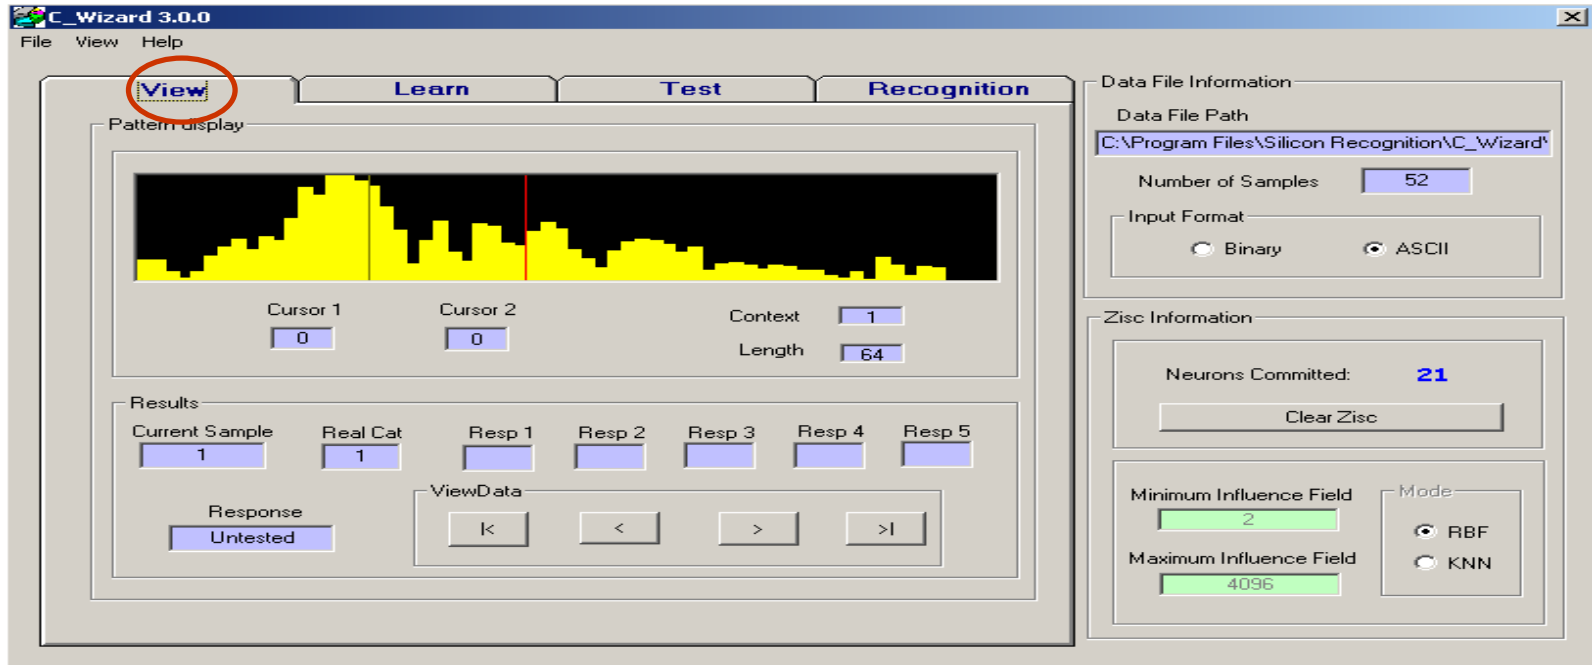 C_Wizard 3.0.0
File View Help
View Learn Test Recognition
Pattern display
Cursor 1 Cursor 2
0 0
Context 1
Length 64
Results
Current Sample Real Cat Resp 1 Resp 2 Resp 3 Resp 4 Resp 5
1 1
Response
Untested
ViewData
|< < > >|
Data File Information
Data File Path
C:\Program Files\Silicon Recognition\C_Wizard\
Number of Samples 52
Input Format
Binary ASCII
Zisc Information
Neurons Committed: 21
Clear Zisc
Minimum Influence Field
2
Maximum Influence Field
4096
Mode
RBF
KNN